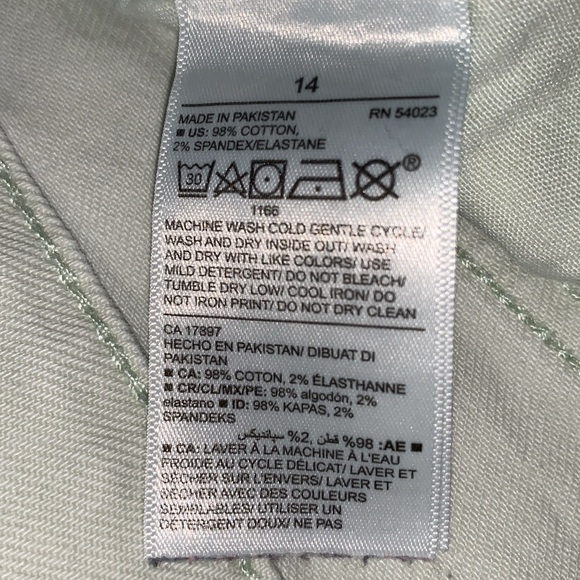 14
MADE IN PAKISTAN RN 54023
■ US: 98% COTTON,
2% SPANDEX/ELASTANE
30 ®
1166
MACHINE WASH COLD GENTLE CYCLE/
WASH AND DRY INSIDE OUT/ WASH
AND DRY WITH LIKE COLORS/ USE
MILD DETERGENT/ DO NOT BLEACH/
TUMBLE DRY LOW/ COOL IRON/ DO
NOT IRON PRINT/ DO NOT DRY CLEAN
CA 17897
HECHO EN PAKISTAN/ DIBUAT DI
PAKISTAN
■ CA: 98% COTON, 2% ÉLASTHANNE
■ CR/CL/MX/PE: 98% algodón, 2%
elastano ■ ID: 98% KAPAS, 2%
SPANDEKS
■ AE: 98% قطن, 2% سباندیکس
■ CA: LAVER À LA MACHINE À L'EAU
FROIDE AU CYCLE DÉLICAT/ LAVER ET
SÉCHER SUR L'ENVERS/ LAVER ET
SÉCHER AVEC DES COULEURS
SEMBLABLES/ UTILISER UN
DÉTERGENT DOUX/ NE PAS